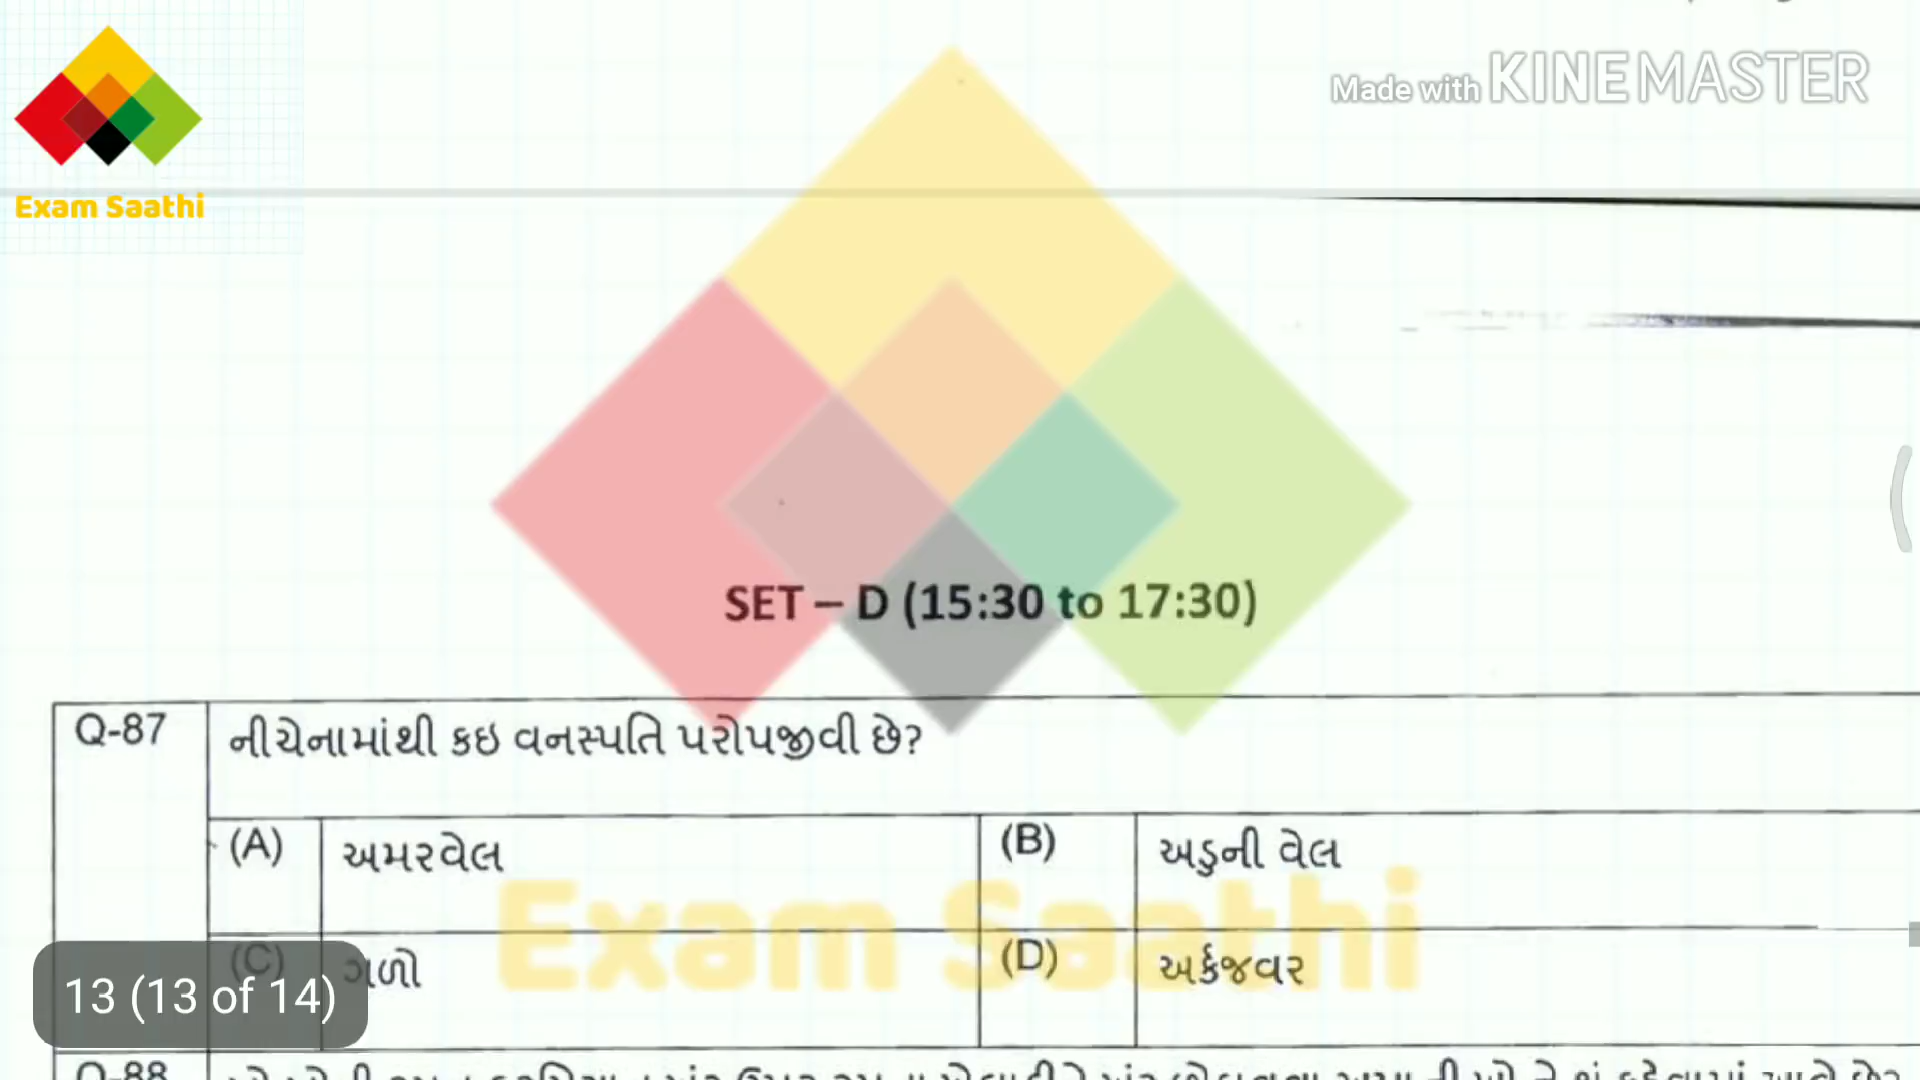 Made with KINEMASTER
Exam Saathi
SET – D (15:30 to 17:30)
Q-87 નીચેનામાંથી કઇ વનસ્પતિ પરોપજીવી છે?
(A) અમરવેલ (B) અડુની વેલ
(C) ગળો (D) અર્કજવર
Exam Saathi
13 (13 of 14)
Q-88